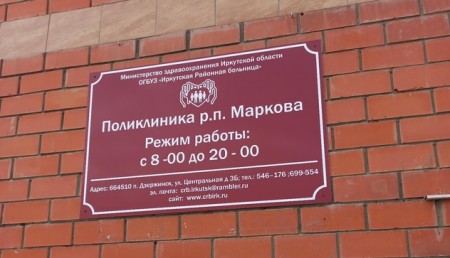 Министерство здравоохранения Иркутской области
ОГБУЗ «Иркутская Районная больница»
Поликлиника р.п. Маркова
Режим работы:
с 8 -00 до 20 - 00
Адрес: 664510 п. Дзержинск, ул. Центральная д 3Б; тел.: 546-176 ;699-554
эл. почта: crb.irkutsk@rambler.ru
сайт: www.crbirk.ru